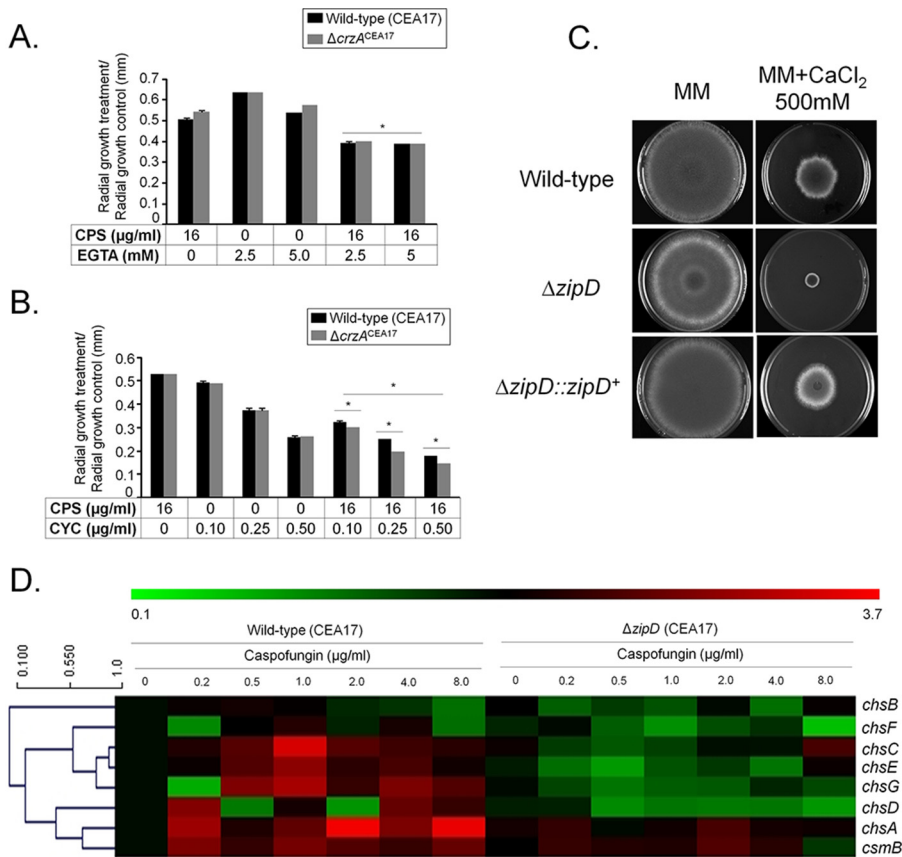 A.
Wild-type (CEA17)
ΔcrzA^CEA17
Radial growth treatment/
Radial growth control (mm)
0.7
0.6
0.5
0.4
0.3
0.2
0.1
0
*
CPS (µg/ml) 16 0 0 16 16
EGTA (mM) 0 2.5 5.0 2.5 5
B.
Wild-type (CEA17)
ΔcrzA^CEA17
Radial growth treatment/
Radial growth control (mm)
0.6
0.5
0.4
0.3
0.2
0.1
0
*
*
*
*
CPS (µg/ml) 16 0 0 0 16 16 16
CYC (µg/ml) 0 0.10 0.25 0.50 0.10 0.25 0.50
C.
MM
MM+CaCl₂
500mM
Wild-type
ΔzipD
ΔzipD::zipD⁺
D.
0.1 3.7
Wild-type (CEA17) ΔzipD (CEA17)
Caspofungin (µg/ml) Caspofungin (µg/ml)
0.100 0.550 1.0
0 0.2 0.5 1.0 2.0 4.0 8.0 0 0.2 0.5 1.0 2.0 4.0 8.0
chsB
chsF
chsC
chsE
chsG
chsD
chsA
csmB